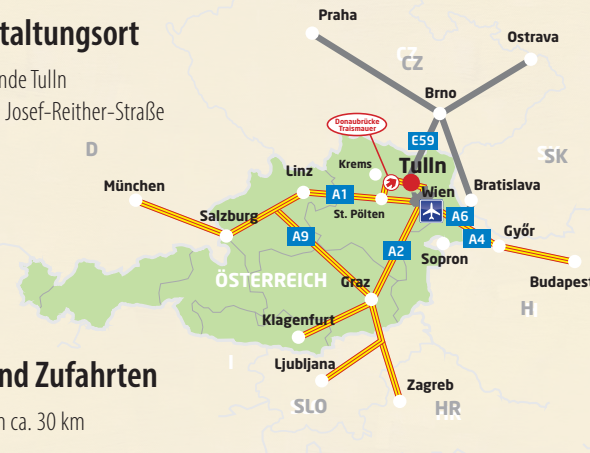 taltungsort
nde Tulln
Josef-Reither-Straße
Praha
Ostrava
CZ
Brno
Donaubrücke
Traismauer
E59
D
SK
Krems
Tulln
Linz
München
A1
Wien
Bratislava
Salzburg
St. Pölten
A6
A9
A4
Győr
A2
Sopron
ÖSTERREICH
Graz
Budapest
H
Klagenfurt
I
Ljubljana
nd Zufahrten
Zagreb
SLO
HR
n ca. 30 km